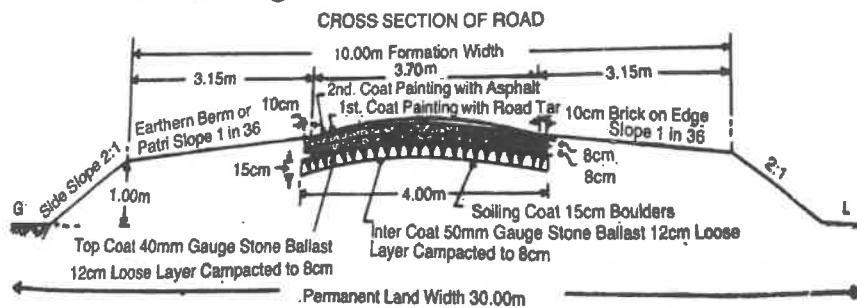 CROSS SECTION OF ROAD
10.00m Formation Width
3.15m
3.70m
3.15m
2nd. Coat Painting with Asphalt
10cm
1st. Coat Painting with Road Tar
10cm Brick on Edge
Slope 1 in 36
Earthern Berm or
Patri Slope 1 in 36
Side Slope 2:1
2:1
8cm
8cm
15cm
4.00m
1.00m
G
L
Soiling Coat 15cm Boulders
Inter Coat 50mm Gauge Stone Ballast 12cm Loose
Layer Campacted to 8cm
Top Coat 40mm Gauge Stone Ballast
12cm Loose Layer Campacted to 8cm
Permanent Land Width 30.00m